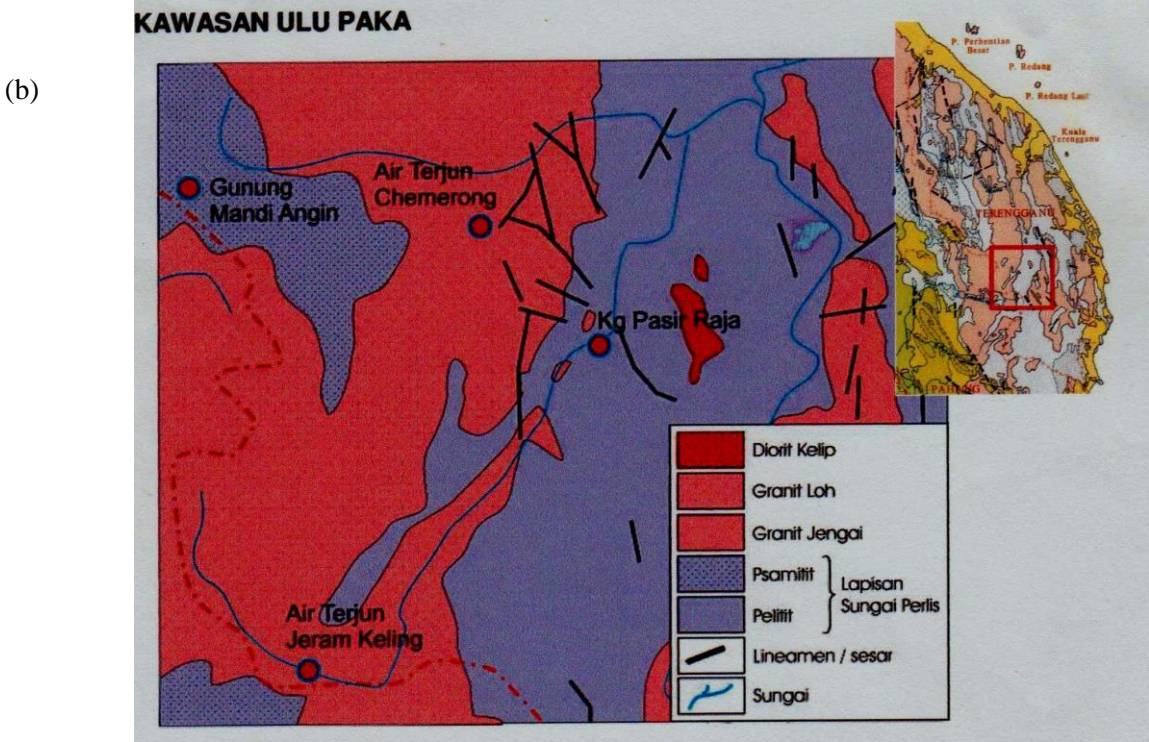 KAWASAN ULU PAKA
(b)
P. Perhentian
Besar
P. Redang
P. Redang Laut
Kuala
Terengganu
TERENGGANU
PAHANG
Gunung
Mandi Angin
Air Terjun
Chemerong
Kg Pasir Raja
Air Terjun
Jeram Keling
Diorit Kelip
Granit Loh
Granit Jengai
Psamitit
Pelitit
Lapisan
Sungai Perlis
Lineamen / sesar
Sungai